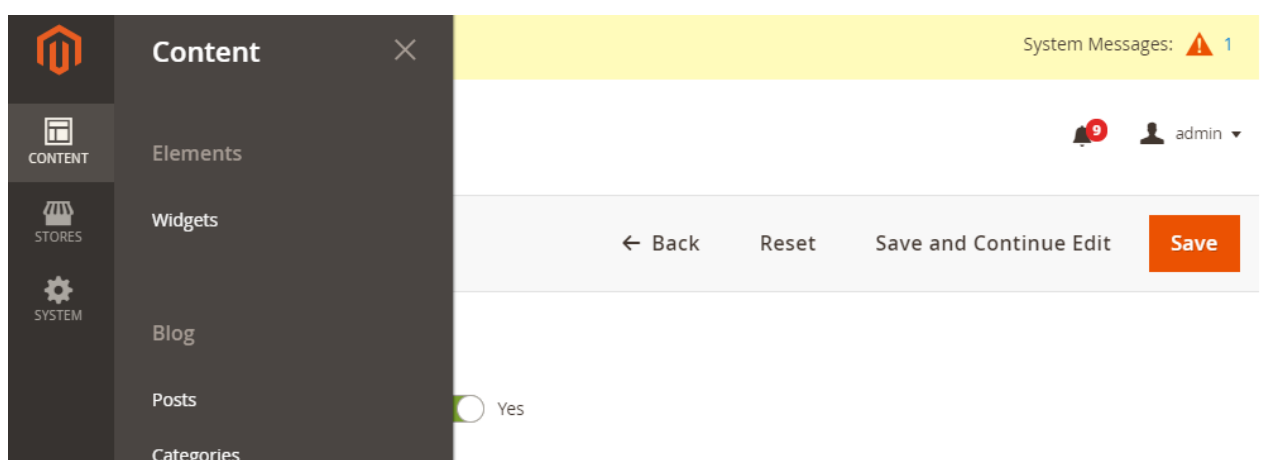 Content
System Messages: 1
CONTENT
Elements
9
admin
Widgets
STORES
← Back Reset Save and Continue Edit Save
SYSTEM
Blog
Posts
Yes
Categories